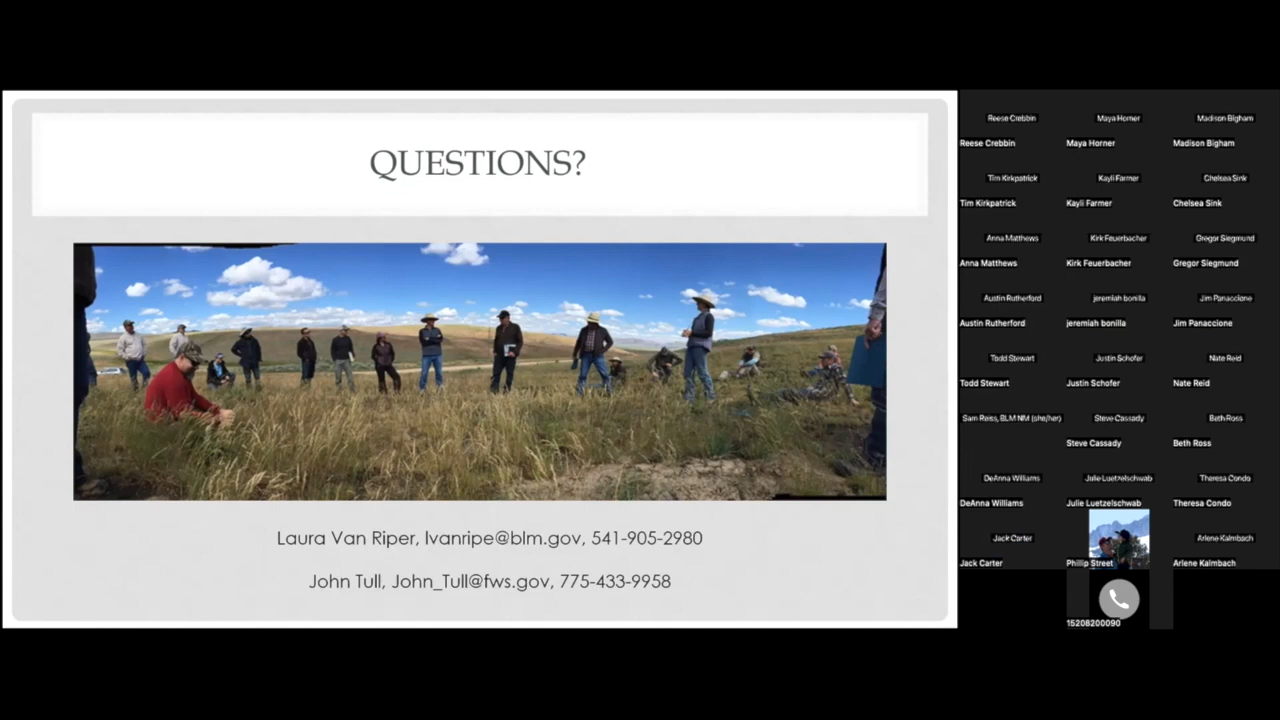 QUESTIONS?
Laura Van Riper, lvanripe@blm.gov, 541-905-2980
John Tull, John_Tull@fws.gov, 775-433-9958
Reese Crebbin
Reese Crebbin
Maya Horner
Maya Horner
Madison Bigham
Madison Bigham
Tim Kirkpatrick
Tim Kirkpatrick
Kayli Farmer
Kayli Farmer
Chelsea Sink
Chelsea Sink
Anna Matthews
Anna Matthews
Kirk Feuerbacher
Kirk Feuerbacher
Gregor Siegmund
Gregor Siegmund
Austin Rutherford
Austin Rutherford
jeremiah bonilla
jeremiah bonilla
Jim Panaccione
Jim Panaccione
Todd Stewart
Todd Stewart
Justin Schofer
Justin Schofer
Nate Reid
Nate Reid
Sam Reiss, BLM NM (she/her)
Steve Cassady
Steve Cassady
Beth Ross
Beth Ross
DeAnna Williams
DeAnna Williams
Julie Luetzelschwab
Julie Luetzelschwab
Theresa Condo
Theresa Condo
Jack Carter
Jack Carter
Philip Street
Arlene Kalmbach
Arlene Kalmbach
15208200090